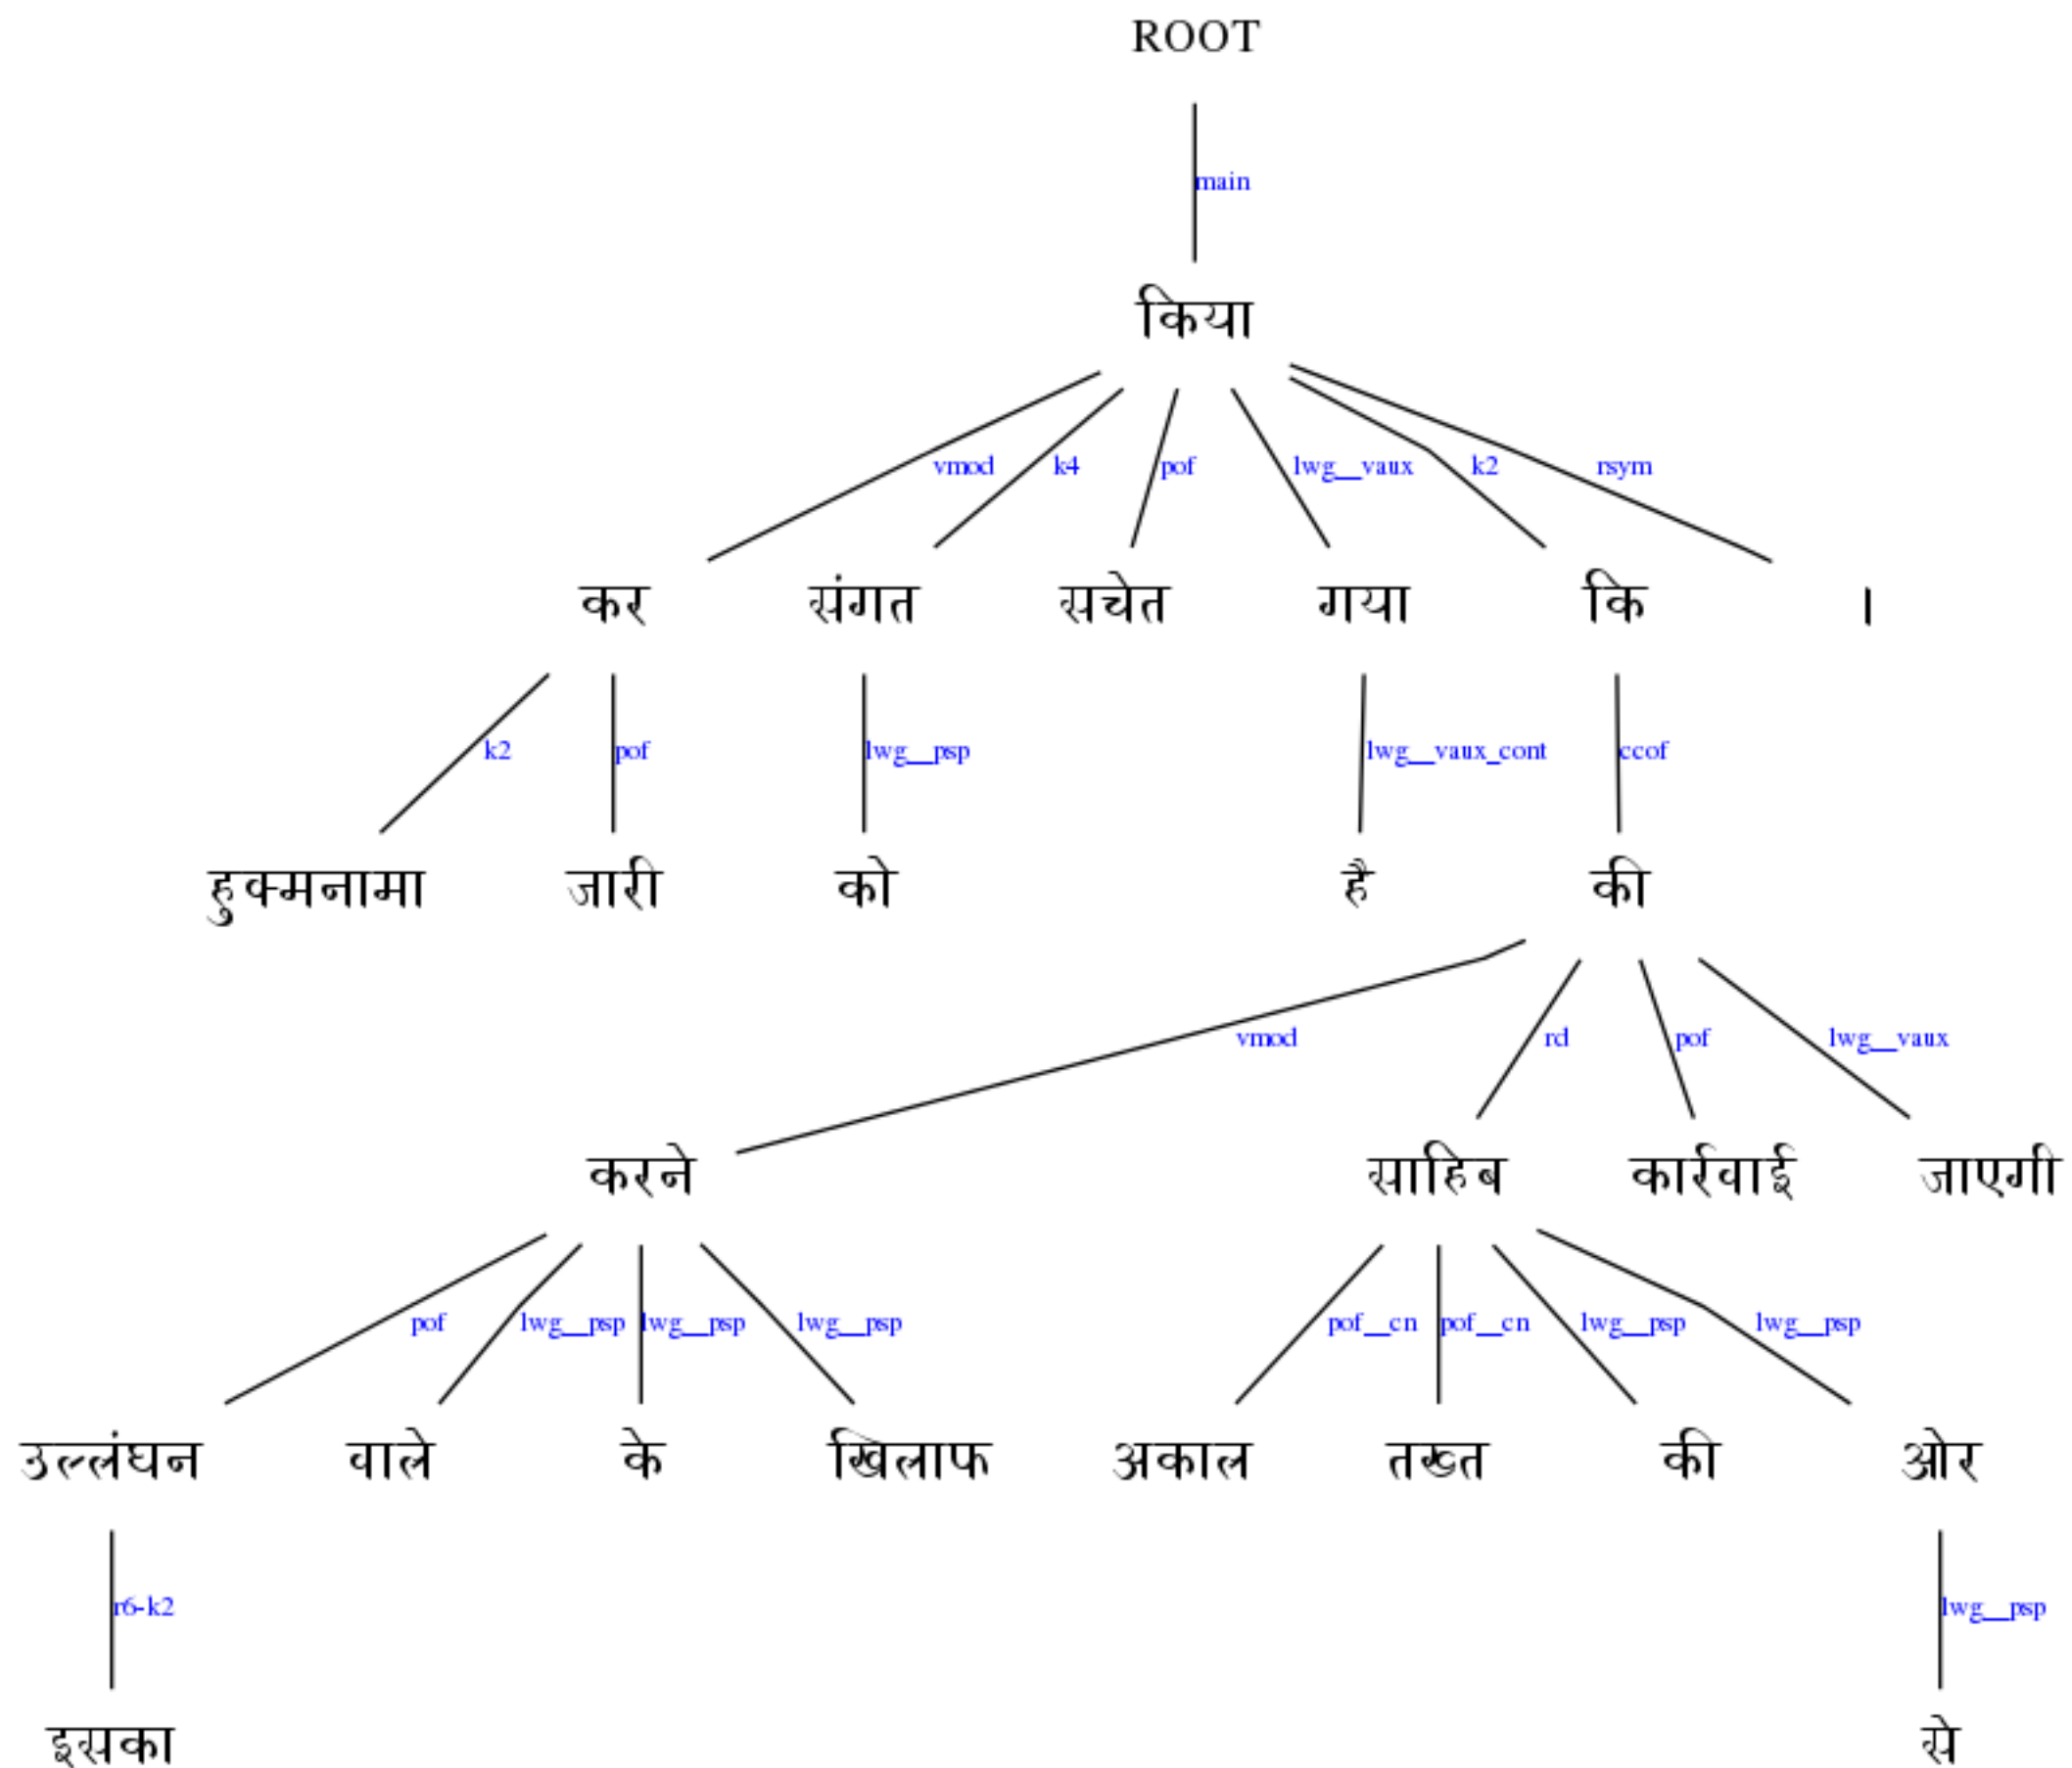 ROOT
main
किया
vmod k4 pof lwg__vaux k2 rsym
कर संगत सचेत गया कि ।
k2 pof lwg__psp lwg__vaux_cont ccof
हुक्मनामा जारी को है की
vmod rd pof lwg__vaux
करने साहिब कार्रवाई जाएगी
pof lwg__psp lwg__psp lwg__psp pof__cn pof__cn lwg__psp lwg__psp
उल्लंघन वाले के खिलाफ अकाल तख्त की ओर
r6-k2 lwg__psp
इसका से